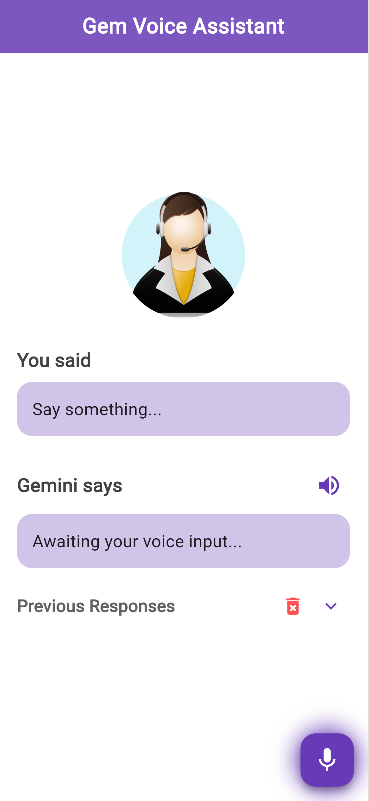 Gem Voice Assistant
You said
Say something...
Gemini says
Awaiting your voice input...
Previous Responses